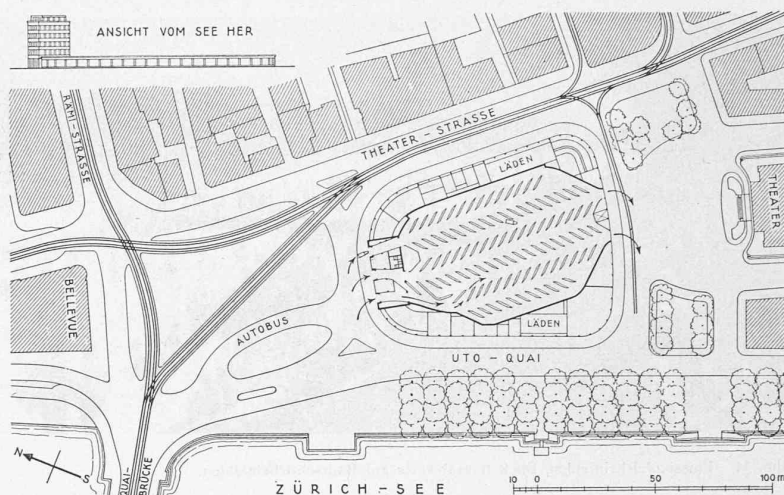 ANSICHT VOM SEE HER
RÄMI-STRASSE
THEATER-STRASSE
LÄDEN
THEATER
BELLEVUE
AUTOBUS
LÄDEN
UTO-QUAI
N
S
QUAI-
BRÜCKE
ZÜRICH-SEE
10 0 50 100